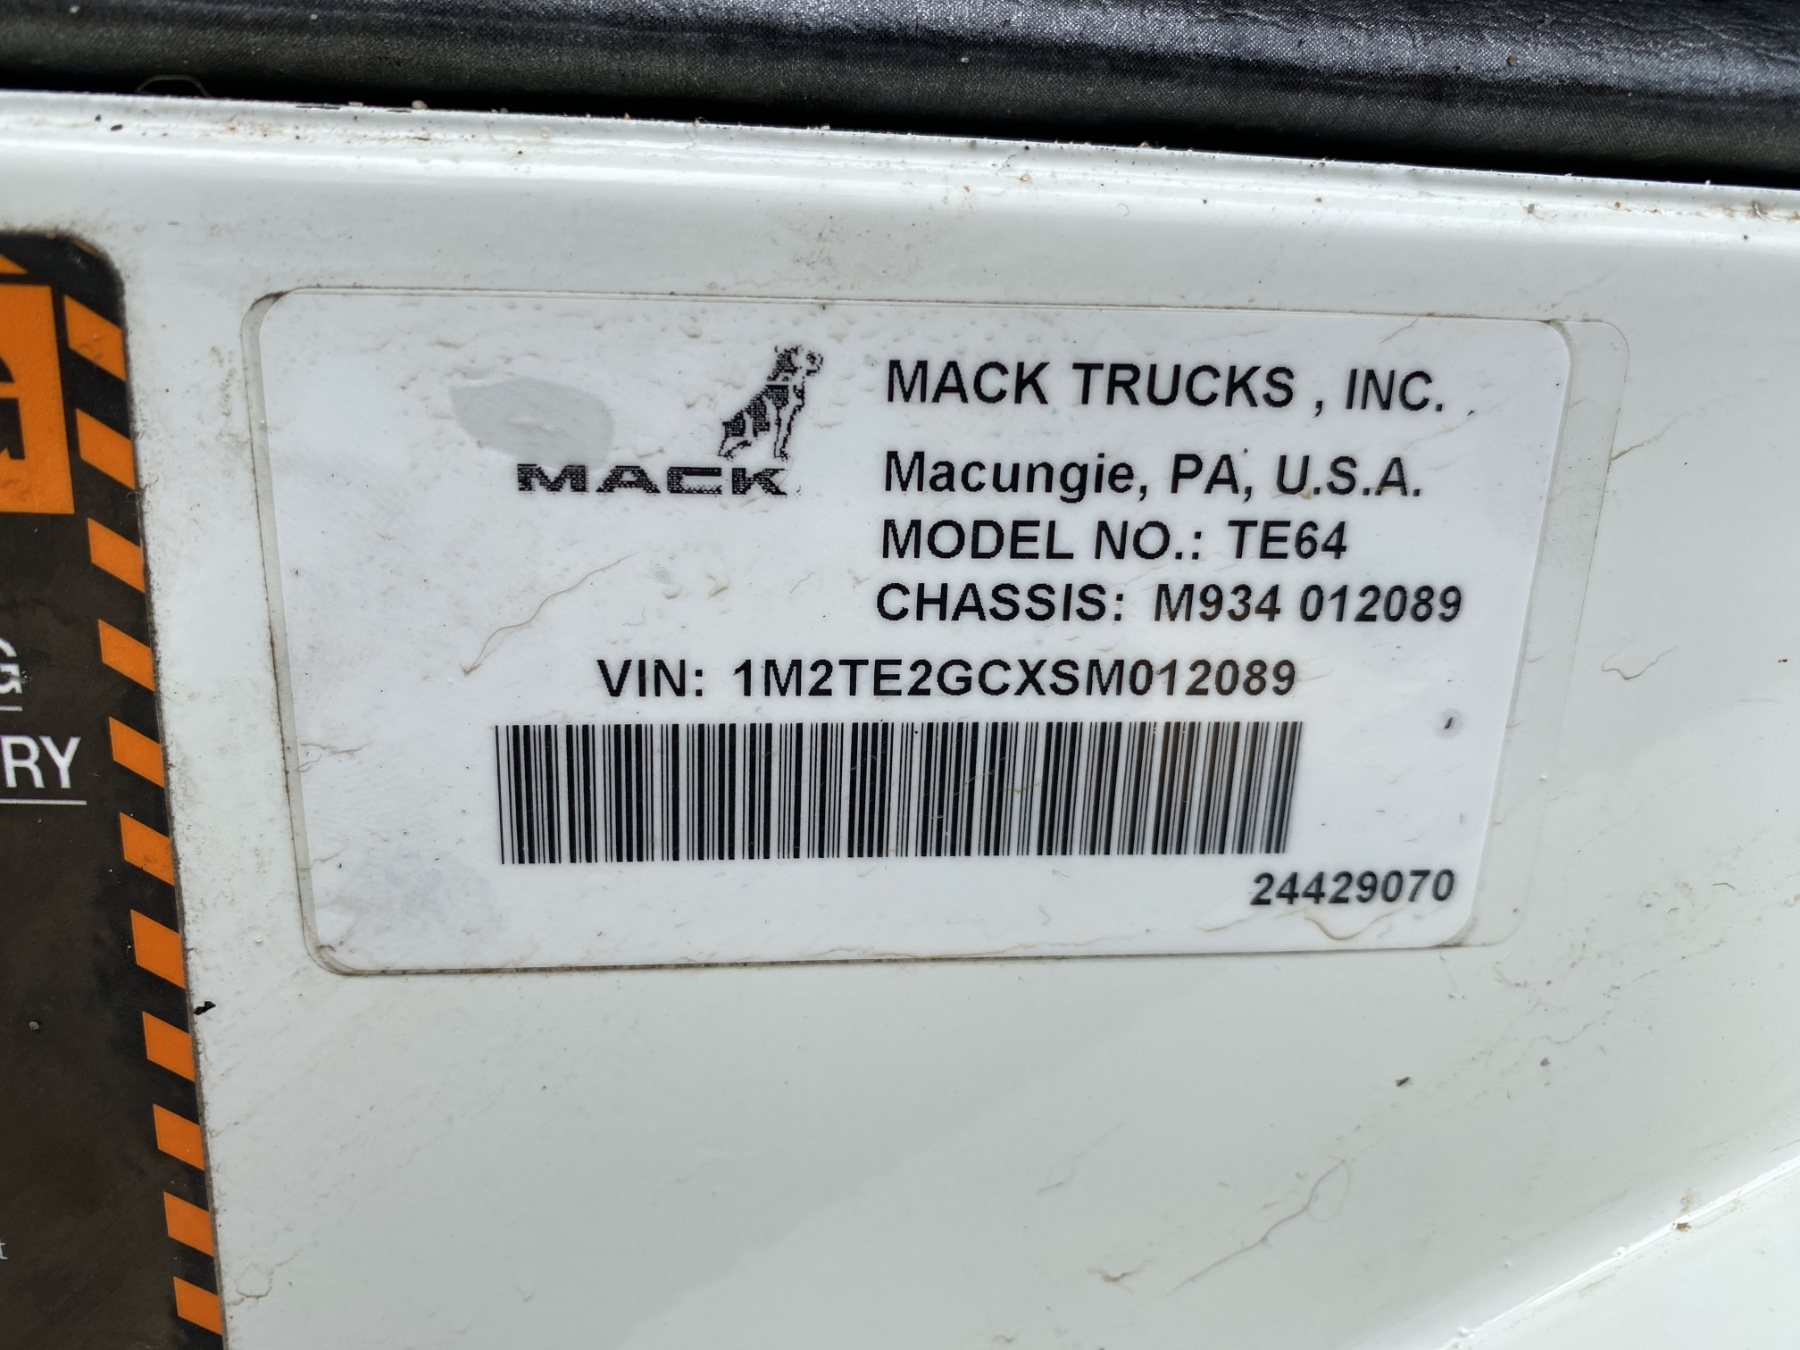 MACK
MACK TRUCKS , INC.
Macungie, PA, U.S.A.
MODEL NO.: TE64
CHASSIS: M934 012089
VIN: 1M2TE2GCXSM012089
24429070
G
RY